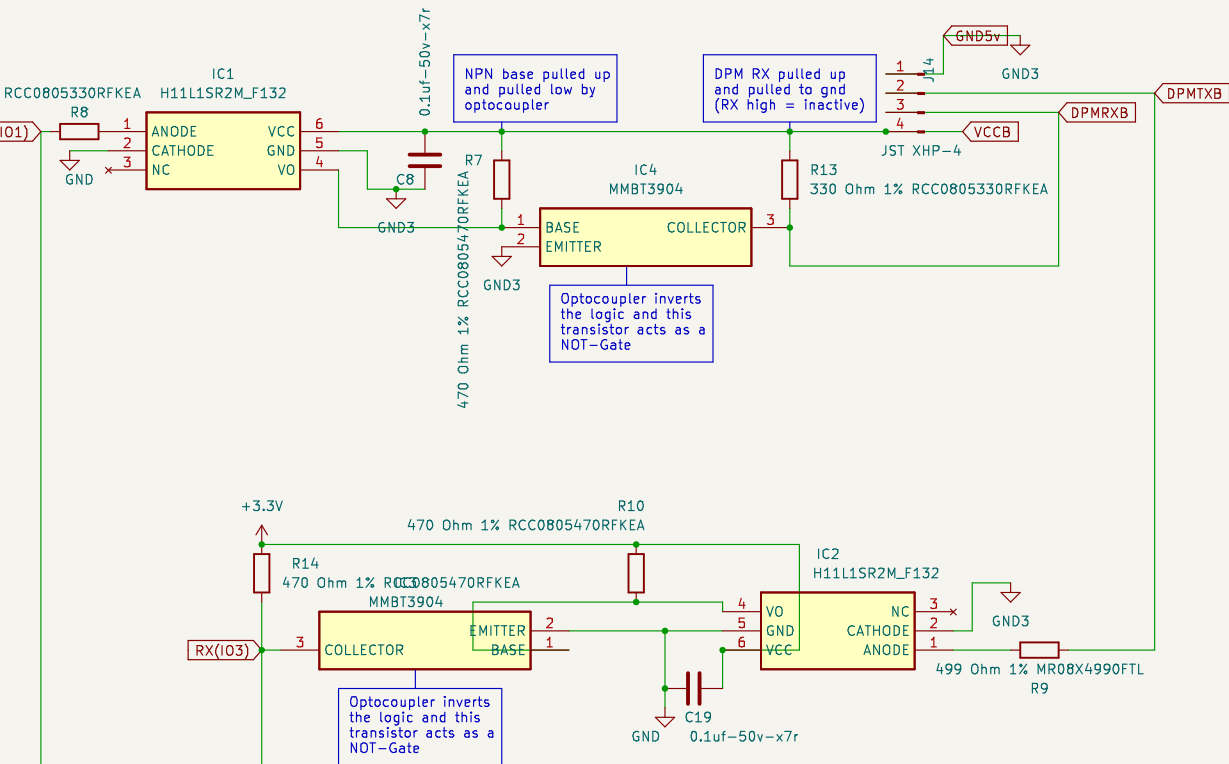 GND5v
GND3
J14
1
2
3
4
DPMTXB
DPMRXB
VCCB
JST XHP-4
0.1uf-50v-x7r
C8
NPN base pulled up
and pulled low by
optocoupler
DPM RX pulled up
and pulled to gnd
(RX high = inactive)
IC1
H11L1SR2M_F132
RCC0805330RFKEA
R8
IO1)
1
2
3
ANODE
CATHODE
NC
VCC
GND
VO
6
5
4
GND
GND3
R7
470 Ohm 1% RCC0805470RFKEA
IC4
MMBT3904
1
2
BASE
EMITTER
COLLECTOR
3
GND3
R13
330 Ohm 1% RCC0805330RFKEA
Optocoupler inverts
the logic and this
transistor acts as a
NOT-Gate
+3.3V
R10
470 Ohm 1% RCC0805470RFKEA
R14
470 Ohm 1% RCC0805470RFKEA
MMBT3904
RX(IO3)
3
COLLECTOR
EMITTER
BASE
2
1
Optocoupler inverts
the logic and this
transistor acts as a
NOT-Gate
IC2
H11L1SR2M_F132
4
5
6
VO
GND
VCC
NC
CATHODE
ANODE
3
2
1
GND3
499 Ohm 1% MR08X4990FTL
R9
C19
GND
0.1uf-50v-x7r